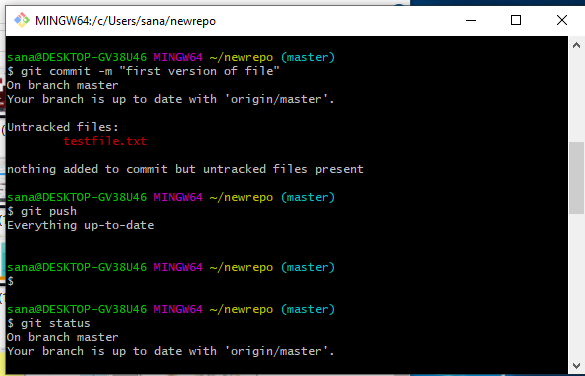 MINGW64:/c/Users/sana/newrepo
sana@DESKTOP-GV38U46 MINGW64 ~/newrepo (master)
$ git commit -m "first version of file"
On branch master
Your branch is up to date with 'origin/master'.
Untracked files:
testfile.txt
nothing added to commit but untracked files present
sana@DESKTOP-GV38U46 MINGW64 ~/newrepo (master)
$ git push
Everything up-to-date
sana@DESKTOP-GV38U46 MINGW64 ~/newrepo (master)
$
sana@DESKTOP-GV38U46 MINGW64 ~/newrepo (master)
$ git status
On branch master
Your branch is up to date with 'origin/master'.